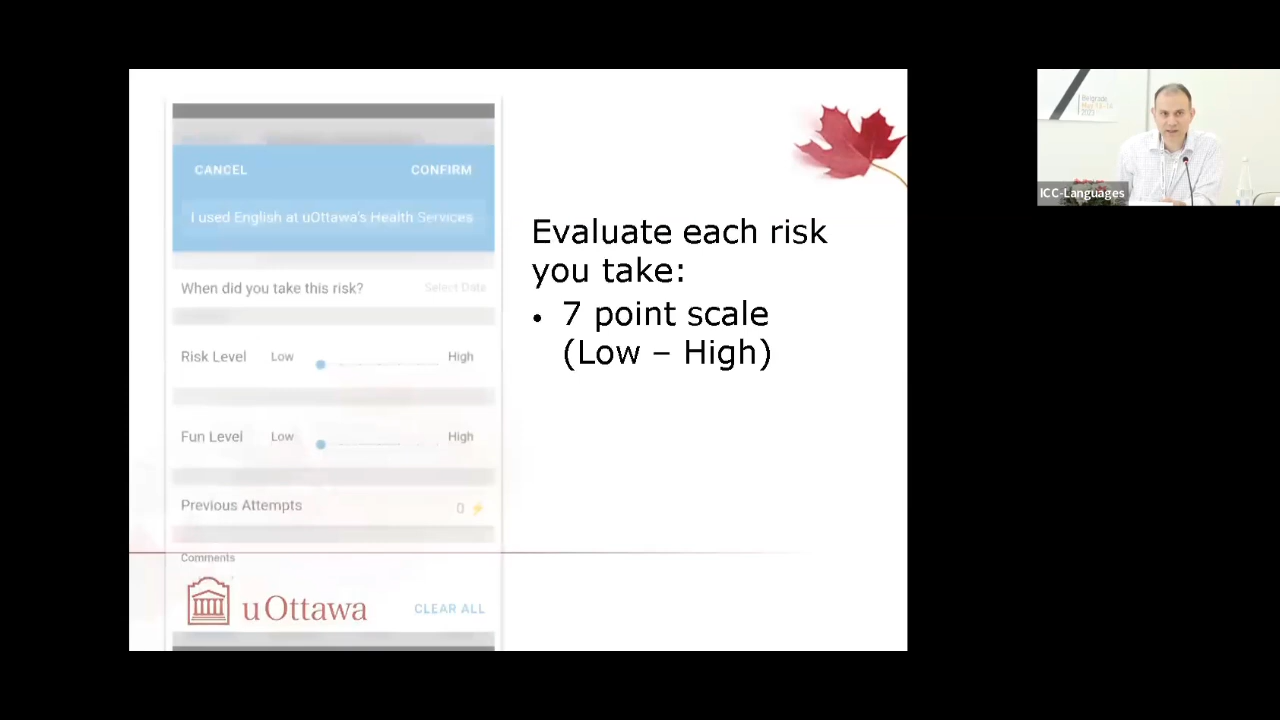 CANCEL CONFIRM
I used English at uOttawa's Health Services
When did you take this risk? Select Date
Risk Level Low High
Fun Level Low High
Previous Attempts 0
Comments
uOttawa
CLEAR ALL
Evaluate each risk
you take:
• 7 point scale
(Low – High)
Belgrade
2023
ICC-Languages